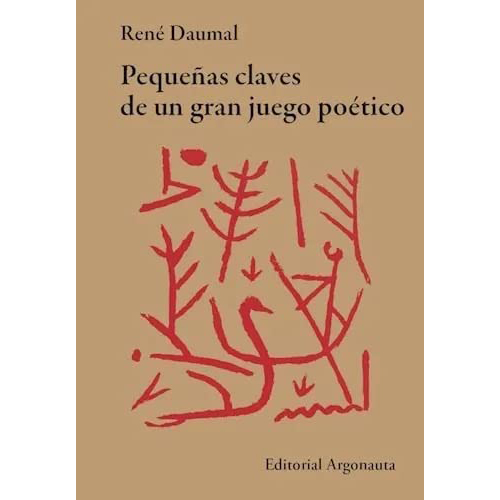 René Daumal
Pequeñas claves
de un gran juego poético
Editorial Argonauta